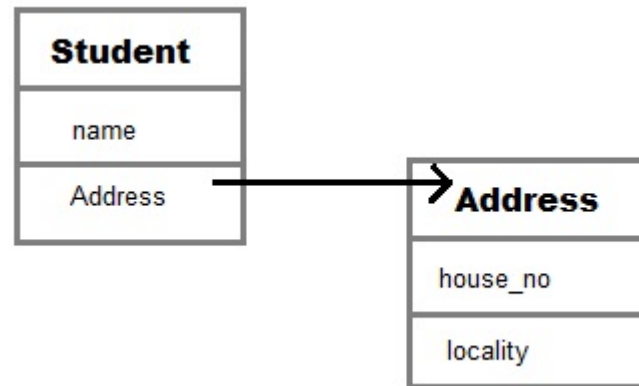 Student
name
Address
Address
house_no
locality